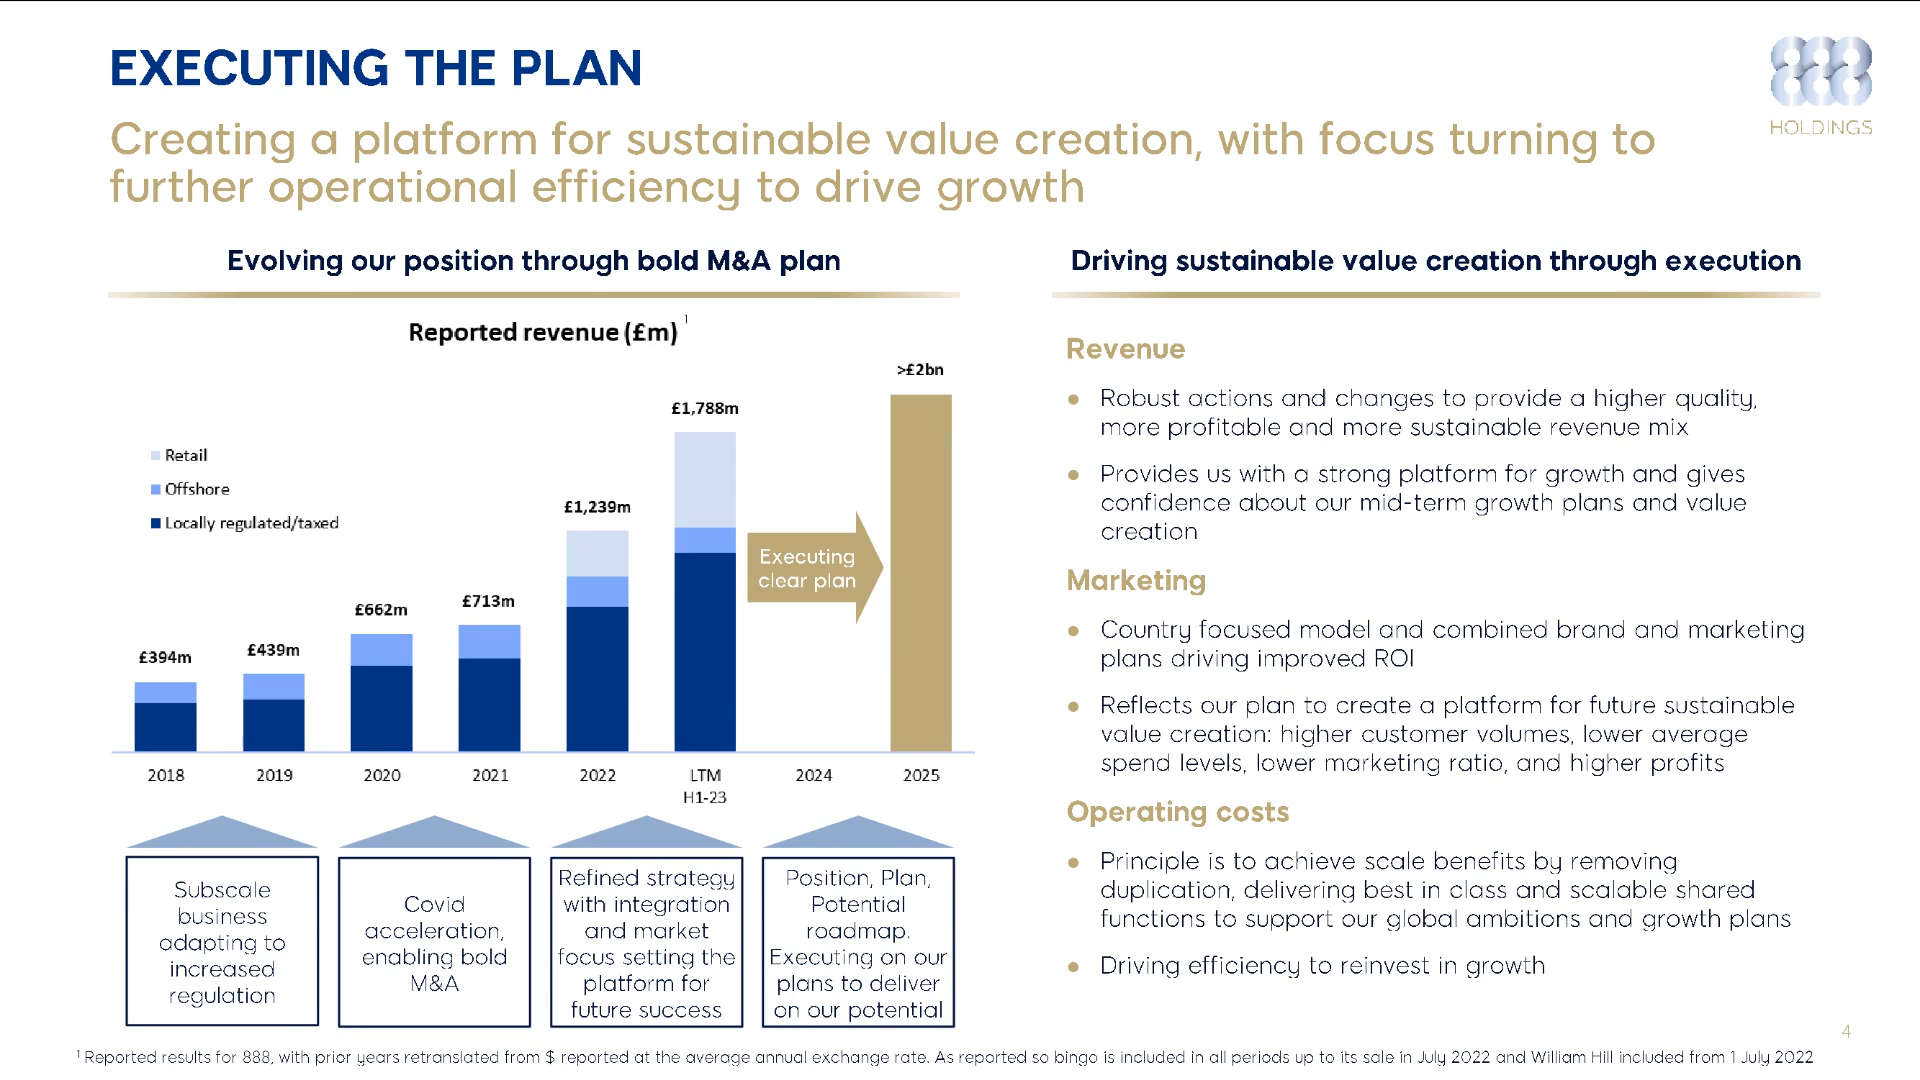 EXECUTING THE PLAN
HOLDINGS
Creating a platform for sustainable value creation, with focus turning to
further operational efficiency to drive growth
Evolving our position through bold M&A plan
Reported revenue (£m) 1
Retail
Offshore
Locally regulated/taxed
£394m
£439m
£662m
£713m
£1,239m
£1,788m
>£2bn
Executing
clear plan
2018
2019
2020
2021
2022
LTM
H1-23
2024
2025
Subscale
business
adapting to
increased
regulation
Covid
acceleration,
enabling bold
M&A
Refined strategy
with integration
and market
focus setting the
platform for
future success
Position, Plan,
Potential
roadmap.
Executing on our
plans to deliver
on our potential
Driving sustainable value creation through execution
Revenue
● Robust actions and changes to provide a higher quality,
more profitable and more sustainable revenue mix
● Provides us with a strong platform for growth and gives
confidence about our mid-term growth plans and value
creation
Marketing
● Country focused model and combined brand and marketing
plans driving improved ROI
● Reflects our plan to create a platform for future sustainable
value creation: higher customer volumes, lower average
spend levels, lower marketing ratio, and higher profits
Operating costs
● Principle is to achieve scale benefits by removing
duplication, delivering best in class and scalable shared
functions to support our global ambitions and growth plans
● Driving efficiency to reinvest in growth
4
1 Reported results for 888, with prior years retranslated from $ reported at the average annual exchange rate. As reported so bingo is included in all periods up to its sale in July 2022 and William Hill included from 1 July 2022